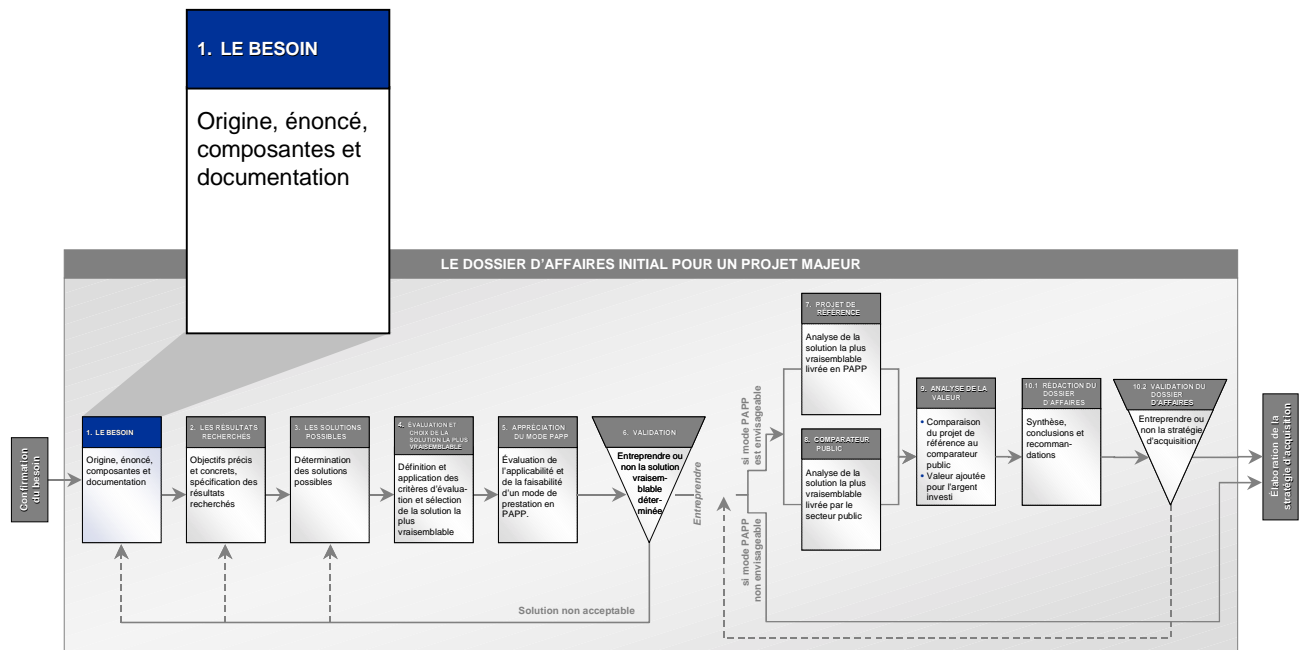 1. LE BESOIN
Origine, énoncé,
composantes et
documentation
LE DOSSIER D'AFFAIRES INITIAL POUR UN PROJET MAJEUR
Confirmation
du besoin
1. LE BESOIN
Origine, énoncé,
composantes et
documentation
2. LES RÉSULTATS
RECHERCHÉS
Objectifs précis
et concrets,
spécification des
résultats
recherchés
3. LES SOLUTIONS
POSSIBLES
Détermination
des solutions
possibles
4. ÉVALUATION ET
CHOIX DE LA
SOLUTION LA PLUS
VRAISEMBLABLE
Définition et
application des
critères d'évalua-
tion et sélection
de la solution la
plus
vraisemblable
5. APPRÉCIATION
DU MODE PAPP
Évaluation de
l'applicabilité et
de la faisabilité
d'un mode de
prestation en
PAPP.
6. VALIDATION
Entreprendre ou
non la solution
vraisem-
blable
déter-
minée
Entreprendre
Solution non acceptable
si mode PAPP
est envisageable
si mode PAPP
non envisageable
7. PROJET DE
RÉFÉRENCE
Analyse de la
solution la plus
vraisemblable
livrée en PAPP
8. COMPARATEUR
PUBLIC
Analyse de la
solution la plus
vraisemblable
livrée par le
secteur public
9. ANALYSE DE LA
VALEUR
• Comparaison
du projet de
référence au
comparateur
public
• Valeur ajoutée
pour l'argent
investi
10.1 RÉDACTION DU
DOSSIER
D'AFFAIRES
Synthèse,
conclusions et
recomman-
dations
10.2 VALIDATION DU
DOSSIER
D'AFFAIRES
Entreprendre ou
non la stratégie
d'acquisition
Élaboration de la
stratégie d'acquisition